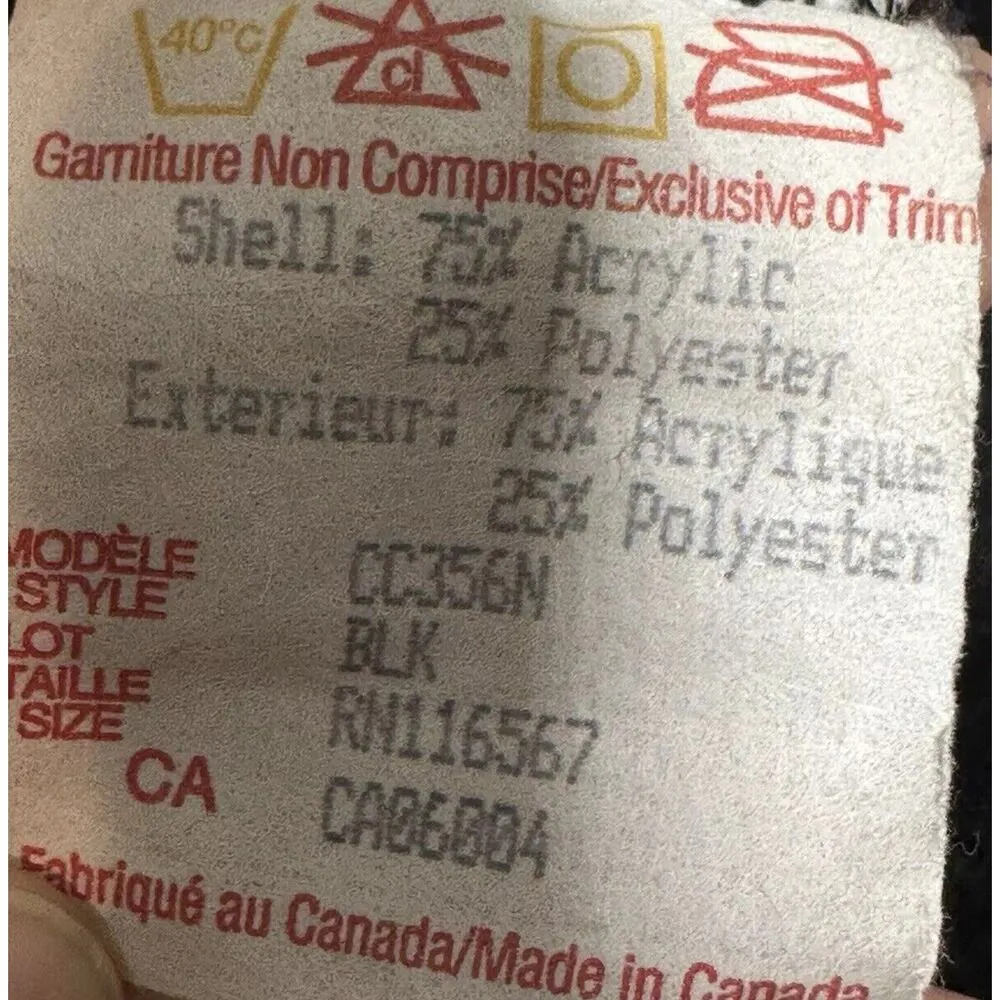 40°C
cl
Garniture Non Comprise/Exclusive of Trim
Shell: 75% Acrylic
25% Polyester
Exterieur: 75% Acrylique
25% Polyester
MODÈLE
STYLE
CC356N
LOT
BLK
TAILLE
SIZE
RN116567
CA
CA06004
Fabriqué au Canada/Made in Canada